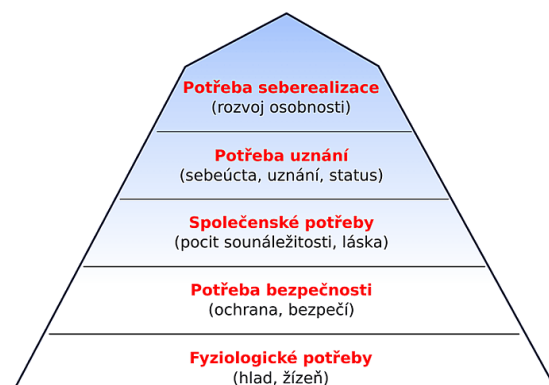 Potřeba seberealizace
(rozvoj osobnosti)
Potřeba uznání
(sebeúcta, uznání, status)
Společenské potřeby
(pocit sounáležitosti, láska)
Potřeba bezpečnosti
(ochrana, bezpečí)
Fyziologické potřeby
(hlad, žízeň)